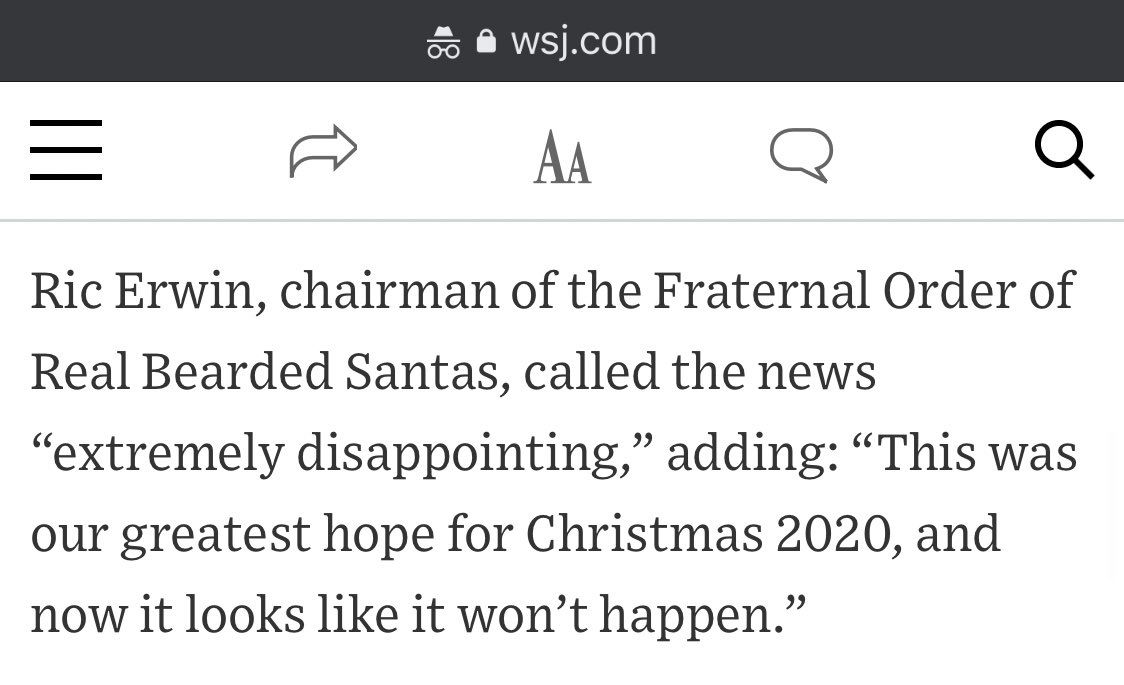 wsj.com
AA
Ric Erwin, chairman of the Fraternal Order of
Real Bearded Santas, called the news
“extremely disappointing,” adding: “This was
our greatest hope for Christmas 2020, and
now it looks like it won’t happen.”